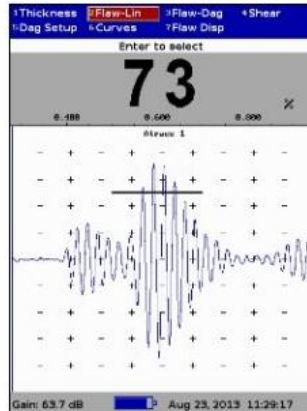 1Thickness 2Flaw-Lin 3Flaw-Dag 4Shear
5Dag Setup 6Curves 7Flaw Disp
Enter to select
73 %
0.400 0.600 0.800
Gain: 63.7 dB Aug 23, 2013 11:29:17